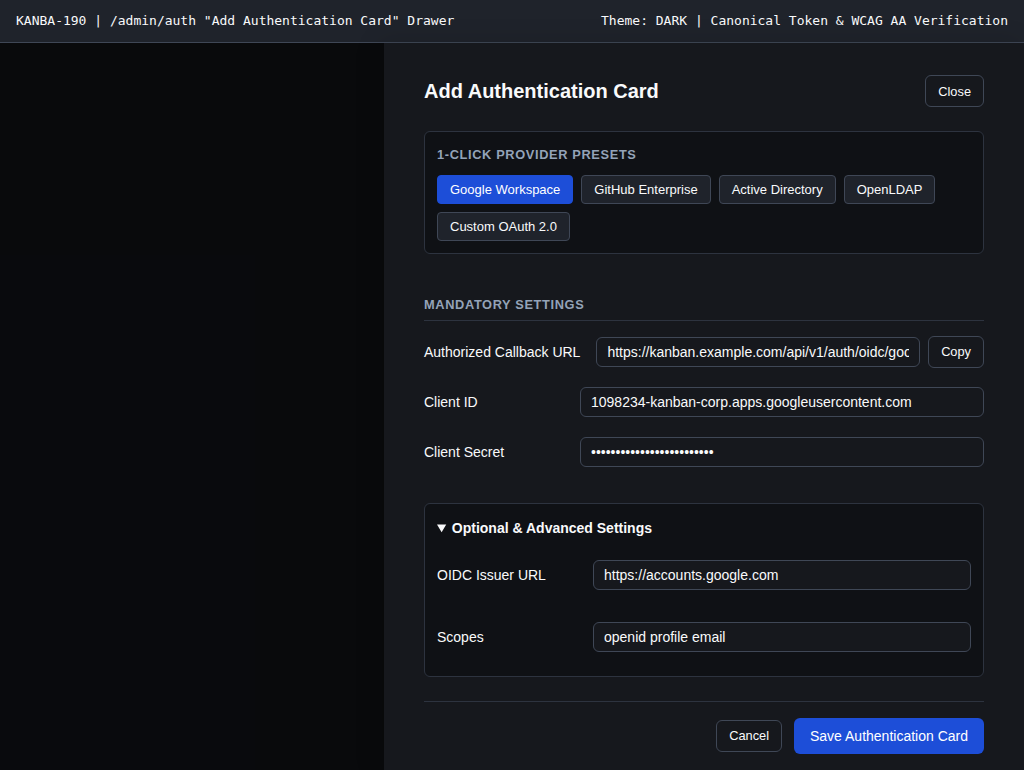 KANBA-190 | /admin/auth "Add Authentication Card" Drawer
Theme: DARK | Canonical Token & WCAG AA Verification
Add Authentication Card
Close
1-CLICK PROVIDER PRESETS
Google Workspace
GitHub Enterprise
Active Directory
OpenLDAP
Custom OAuth 2.0
MANDATORY SETTINGS
Authorized Callback URL
https://kanban.example.com/api/v1/auth/oidc/goo
Copy
Client ID
1098234-kanban-corp.apps.googleusercontent.com
Client Secret
•••••••••••••••••••••••••
▼ Optional & Advanced Settings
OIDC Issuer URL
https://accounts.google.com
Scopes
openid profile email
Cancel
Save Authentication Card